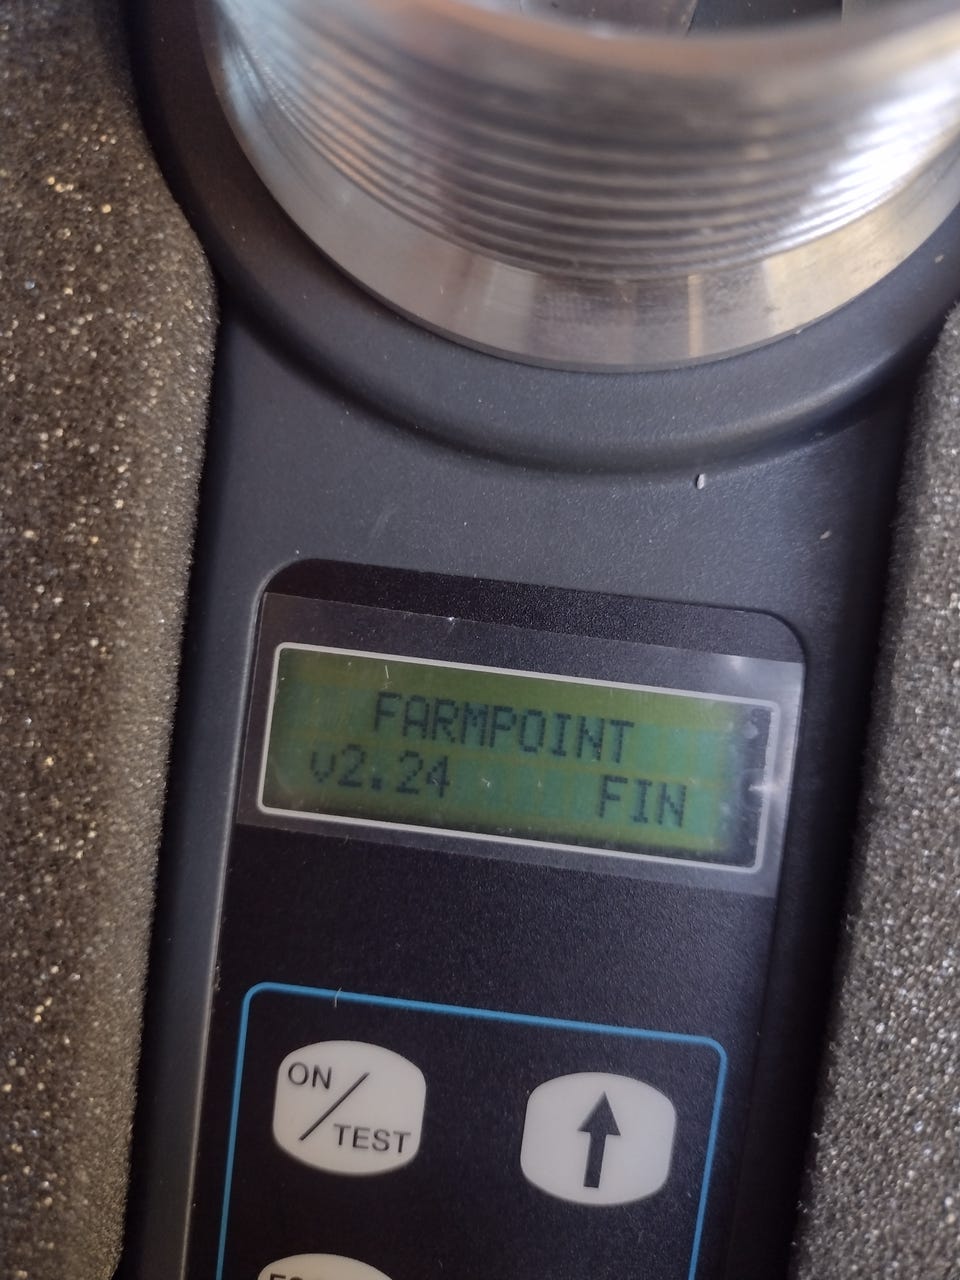 FARMPOINT
v2.24 FIN
ON/TEST